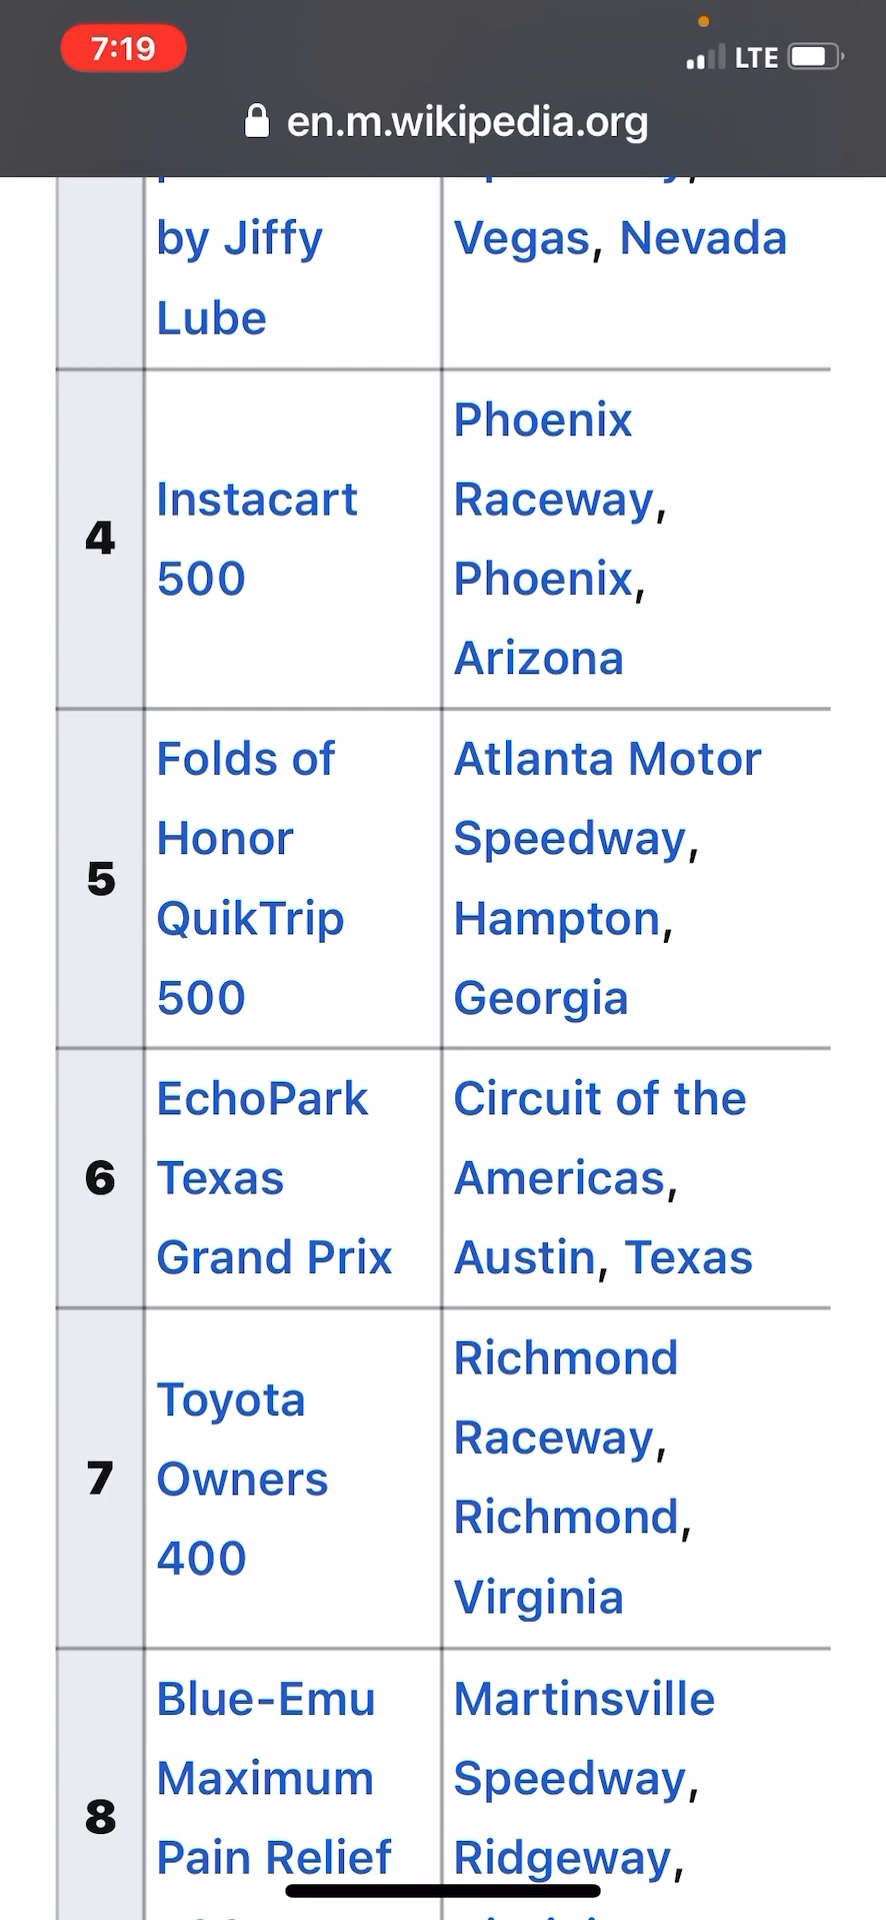 7:19
LTE
en.m.wikipedia.org
by Jiffy
Lube
Vegas, Nevada
4
Instacart
500
Phoenix
Raceway,
Phoenix,
Arizona
5
Folds of
Honor
QuikTrip
500
Atlanta Motor
Speedway,
Hampton,
Georgia
6
EchoPark
Texas
Grand Prix
Circuit of the
Americas,
Austin, Texas
7
Toyota
Owners
400
Richmond
Raceway,
Richmond,
Virginia
8
Blue-Emu
Maximum
Pain Relief
Martinsville
Speedway,
Ridgeway,